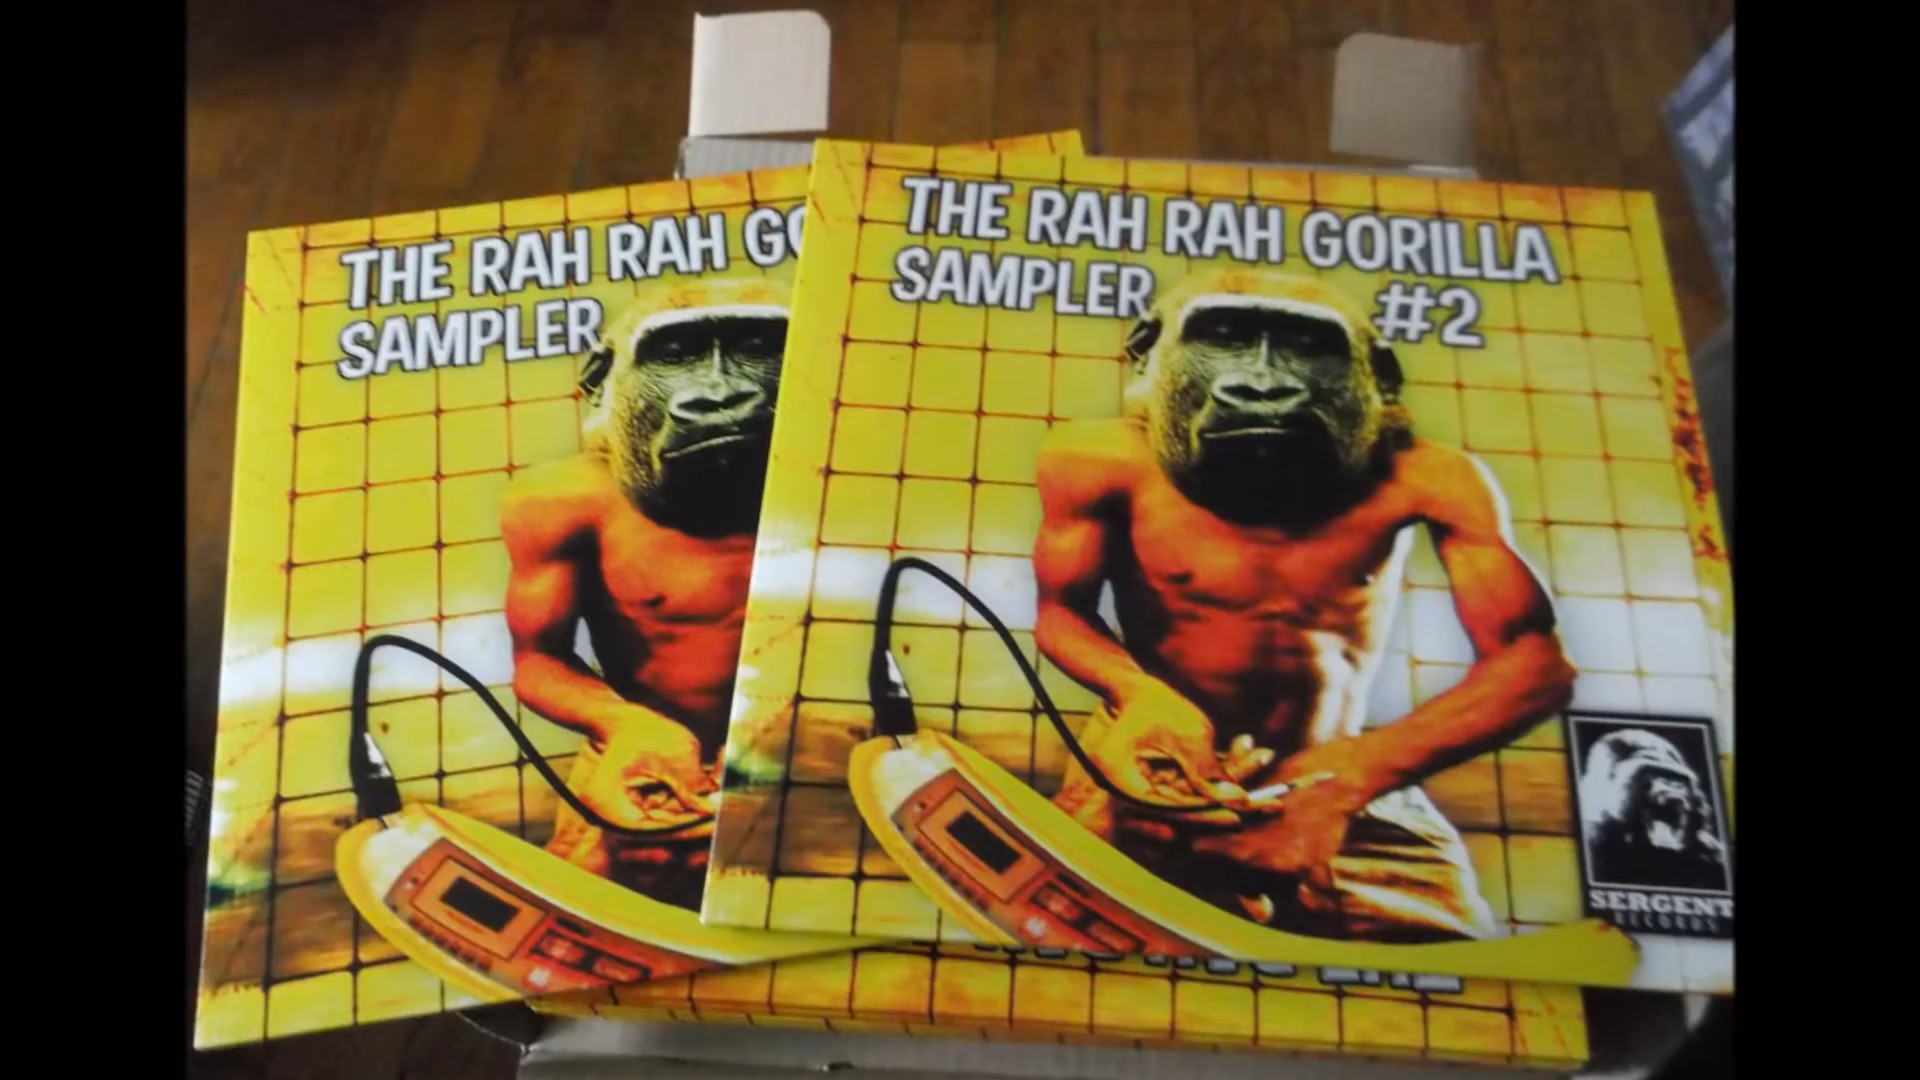 THE RAH RAH GO
SAMPLER
THE RAH RAH GORILLA
SAMPLER #2
SERGENT
RECORDS